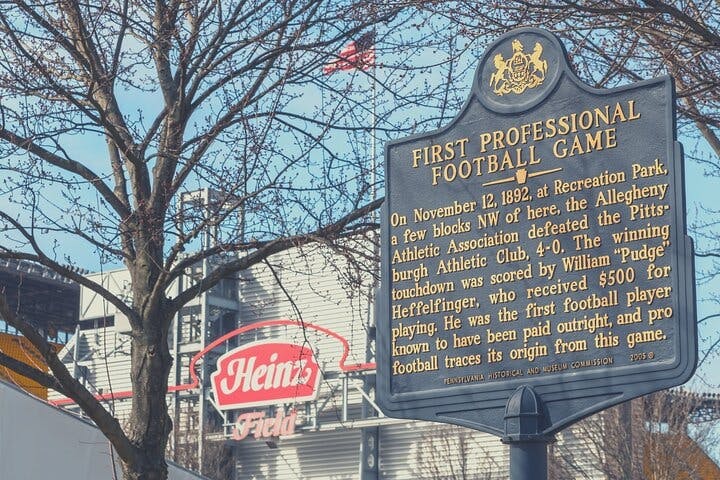 FIRST PROFESSIONAL
FOOTBALL GAME
On November 12, 1892, at Recreation Park,
a few blocks NW of here, the Allegheny
Athletic Association defeated the Pitts-
burgh Athletic Club, 4-0. The winning
touchdown was scored by William "Pudge"
Heffelfinger, who received $500 for
playing. He was the first football player
known to have been paid outright, and pro
football traces its origin from this game.
PENNSYLVANIA HISTORICAL AND MUSEUM COMMISSION 2005 ©
Heinz
Field